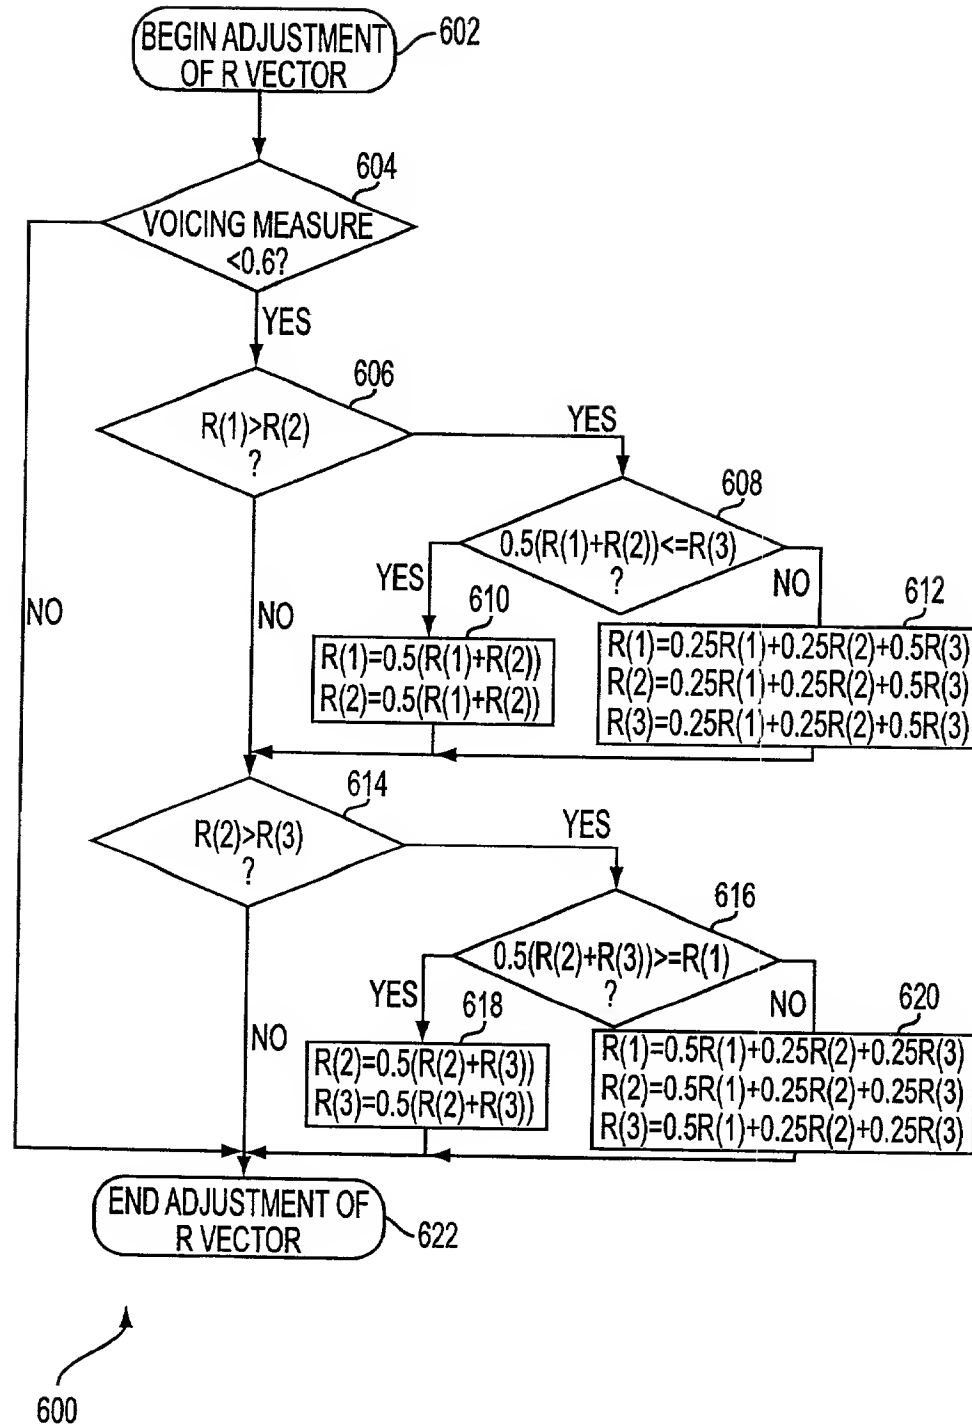 BEGIN ADJUSTMENT
OF R VECTOR
602
604
VOICING MEASURE
<0.6?
YES
606
R(1)>R(2)
?
YES
608
0.5(R(1)+R(2))<=R(3)
?
YES
NO
NO
NO
610
R(1)=0.5(R(1)+R(2))
R(2)=0.5(R(1)+R(2))
612
R(1)=0.25R(1)+0.25R(2)+0.5R(3)
R(2)=0.25R(1)+0.25R(2)+0.5R(3)
R(3)=0.25R(1)+0.25R(2)+0.5R(3)
614
R(2)>R(3)
?
YES
616
0.5(R(2)+R(3))>=R(1)
?
YES
NO
NO
618
R(2)=0.5(R(2)+R(3))
R(3)=0.5(R(2)+R(3))
620
R(1)=0.5R(1)+0.25R(2)+0.25R(3)
R(2)=0.5R(1)+0.25R(2)+0.25R(3)
R(3)=0.5R(1)+0.25R(2)+0.25R(3)
END ADJUSTMENT OF
R VECTOR
622
600